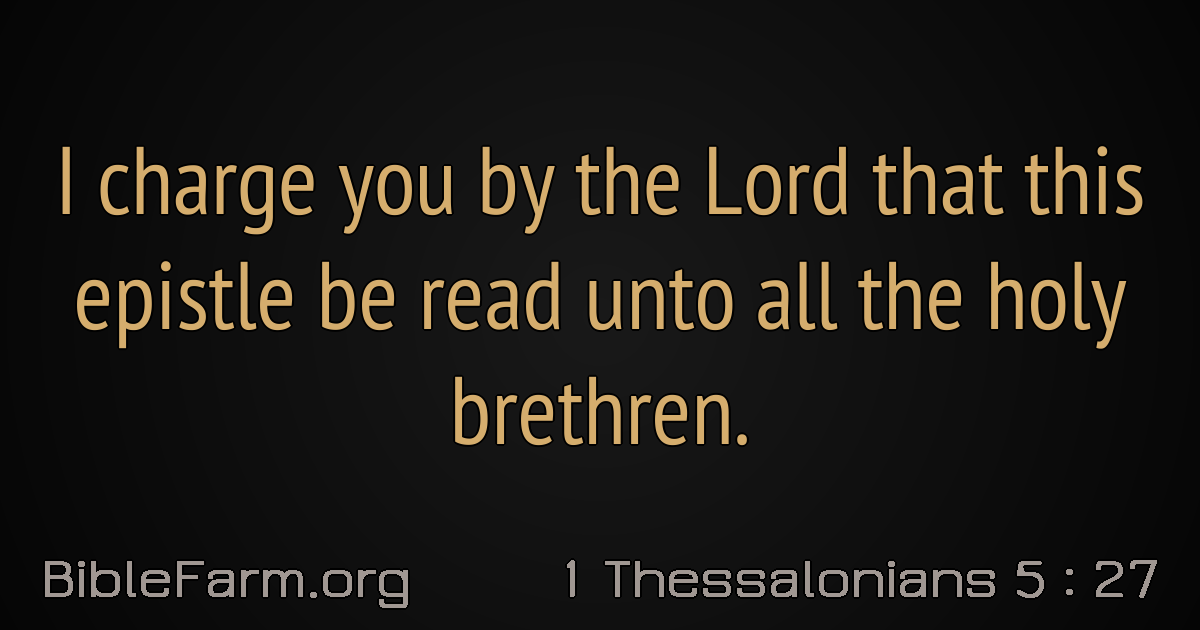 I charge you by the Lord that this
epistle be read unto all the holy
brethren.
BibleFarm.org
1 Thessalonians 5 : 27